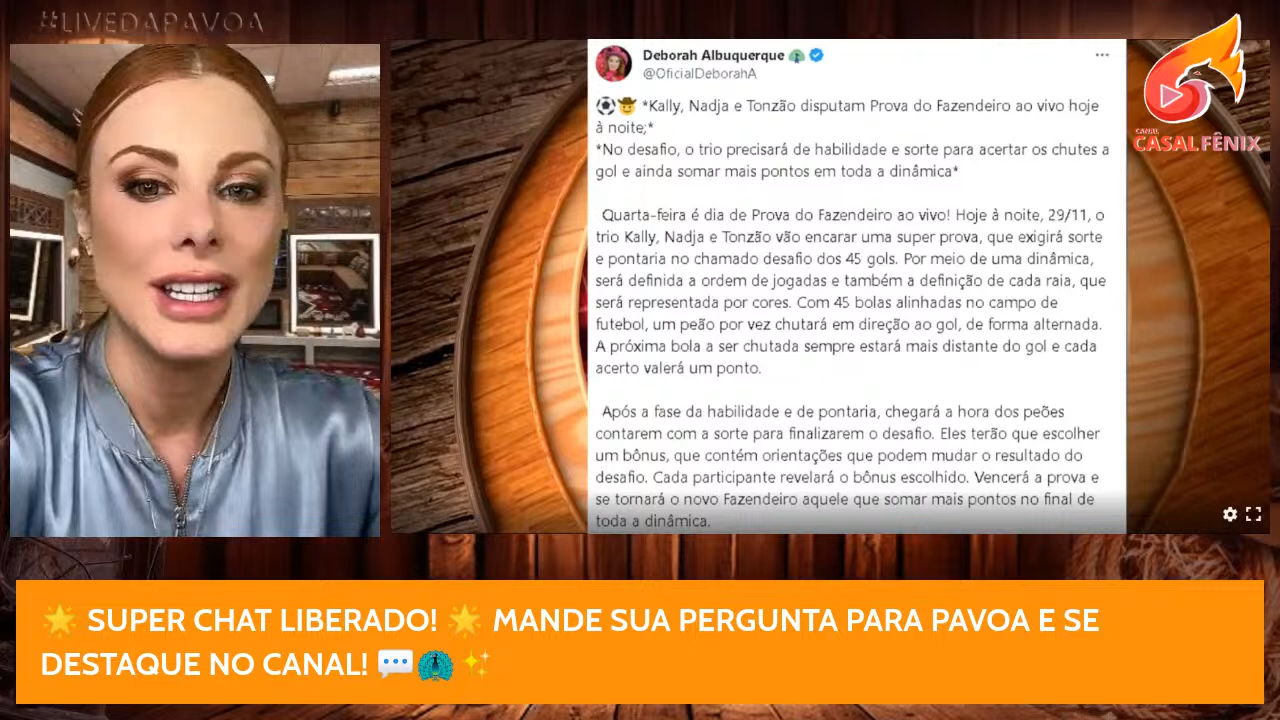 #LIVEDAPAVOA
Deborah Albuquerque
@OficialDeborahA
*Kally, Nadja e Tonzão disputam Prova do Fazendeiro ao vivo hoje
à noite;*
*No desafio, o trio precisará de habilidade e sorte para acertar os chutes a
gol e ainda somar mais pontos em toda a dinâmica*
Quarta-feira é dia de Prova do Fazendeiro ao vivo! Hoje à noite, 29/11, o
trio Kally, Nadja e Tonzão vão encarar uma super prova, que exigirá sorte
e pontaria no chamado desafio dos 45 gols. Por meio de uma dinâmica,
será definida a ordem de jogadas e também a definição de cada raia, que
será representada por cores. Com 45 bolas alinhadas no campo de
futebol, um peão por vez chutará em direção ao gol, de forma alternada.
A próxima bola a ser chutada sempre estará mais distante do gol e cada
acerto valerá um ponto.
Após a fase da habilidade e de pontaria, chegará a hora dos peões
contarem com a sorte para finalizarem o desafio. Eles terão que escolher
um bônus, que contém orientações que podem mudar o resultado do
desafio. Cada participante revelará o bônus escolhido. Vencerá a prova e
se tornará o novo Fazendeiro aquele que somar mais pontos no final de
toda a dinâmica.
CANAL
CASAL FÊNIX
🌟 SUPER CHAT LIBERADO! 🌟 MANDE SUA PERGUNTA PARA PAVOA E SE
DESTAQUE NO CANAL! 💬🦚✨